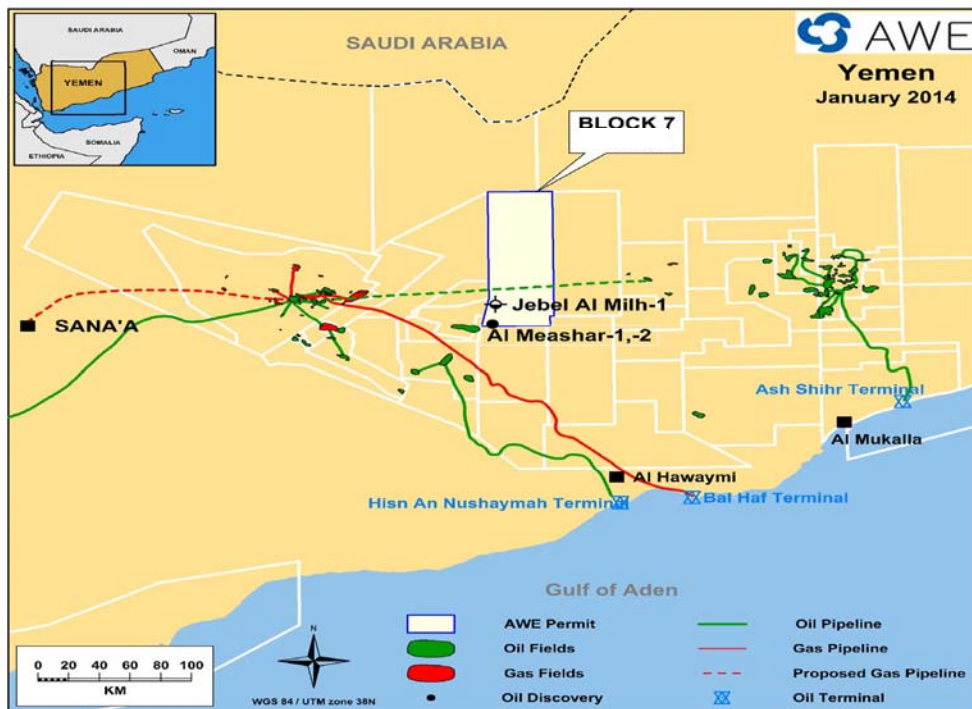 SAUDI ARABIA
OMAN
YEMEN
SOMALIA
ETHIOPIA
SAUDI ARABIA
AWE
Yemen
January 2014
BLOCK 7
Jebel Al Milh-1
SANA'A
Al Meashar-1,-2
Ash Shihr Terminal
Al Mukalla
Al Hawaymi
Hisn An Nushaymah Terminal
Bal Haf Terminal
Gulf of Aden
AWE Permit
Oil Pipeline
Oil Fields
Gas Pipeline
Gas Fields
Proposed Gas Pipeline
Oil Discovery
Oil Terminal
N
0 20 40 60 80 100
KM
WGS 84 / UTM zone 38N